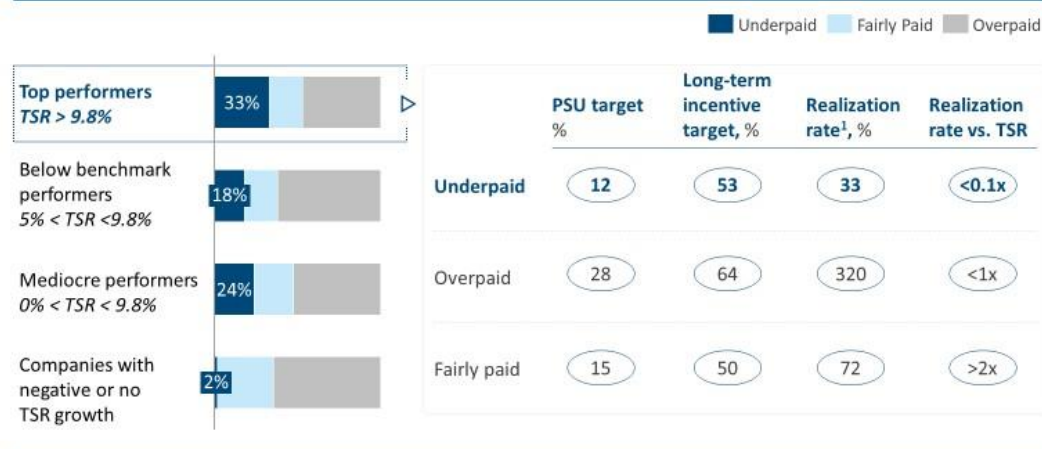 Underpaid Fairly Paid Overpaid
Top performers
TSR > 9.8%
33%
Below benchmark
performers
5% < TSR <9.8%
18%
Mediocre performers
0% < TSR < 9.8%
24%
Companies with
negative or no
TSR growth
2%
PSU target
%
Long-term
incentive
target, %
Realization
rate¹, %
Realization
rate vs. TSR
Underpaid 12 53 33 <0.1x
Overpaid 28 64 320 <1x
Fairly paid 15 50 72 >2x